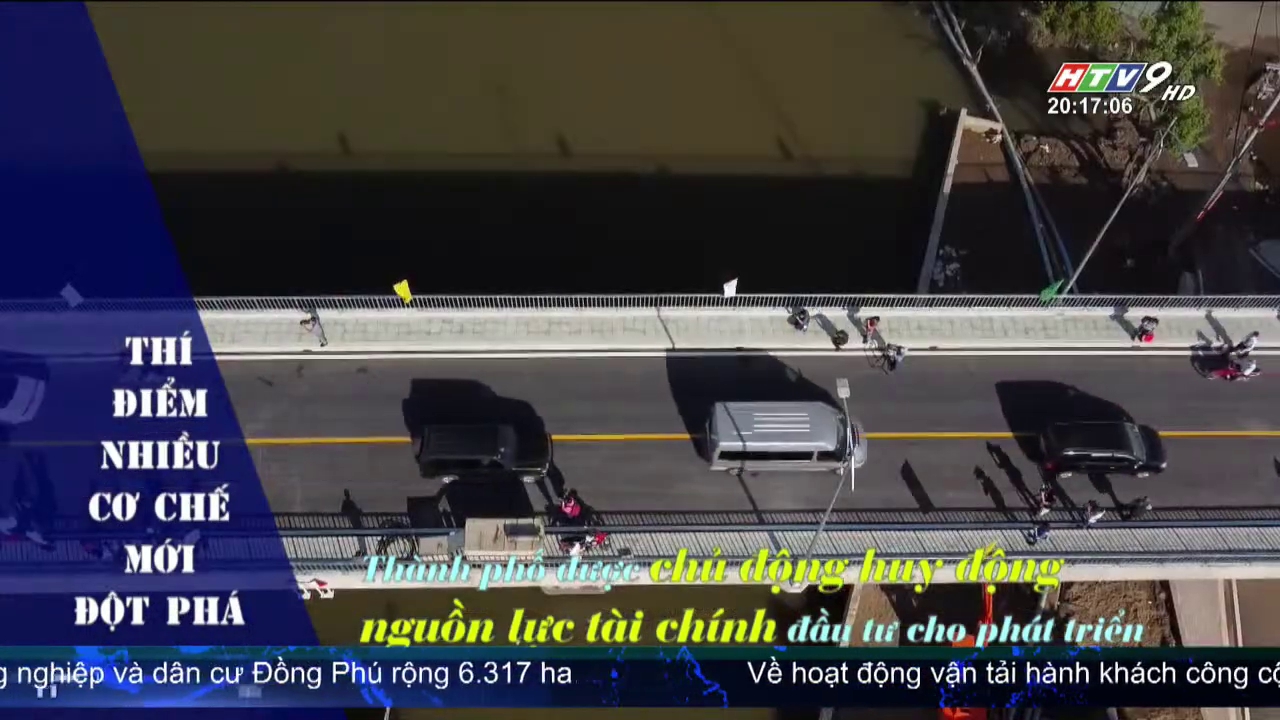 HTV9 HD
20:17:06
THÍ
ĐIỂM
NHIỀU
CƠ CHẾ
MỚI
ĐỘT PHÁ
Thành phố được chủ động huy động
nguồn lực tài chính đầu tư cho phát triển
g nghiệp và dân cư Đồng Phú rộng 6.317 ha Về hoạt động vận tải hành khách công cộ